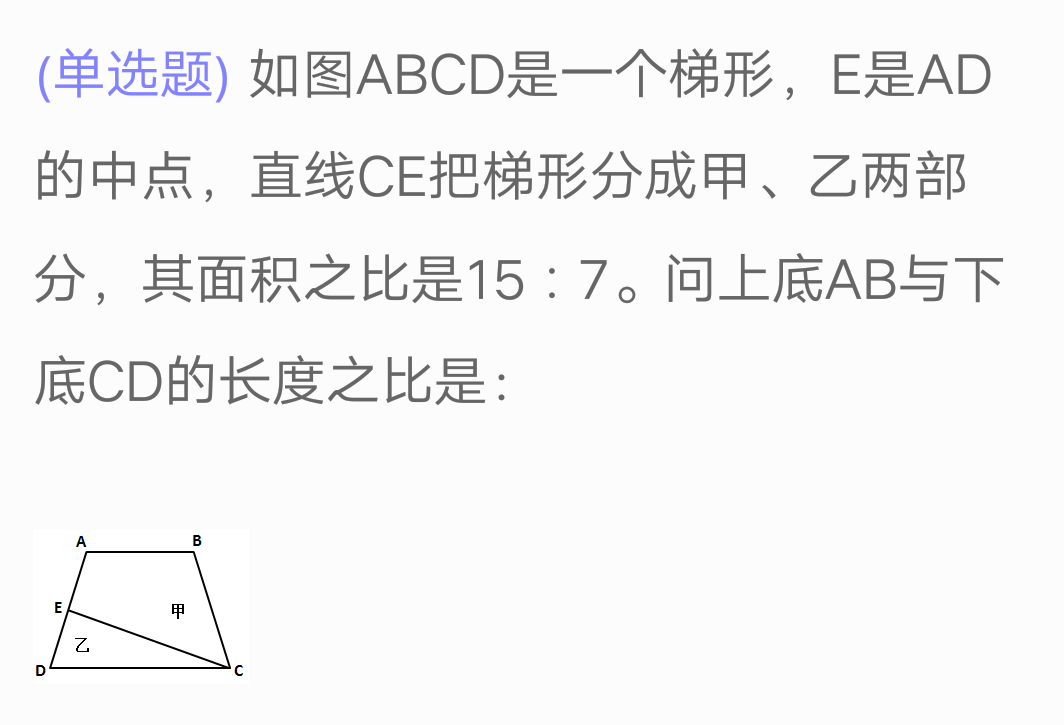 (单选题) 如图ABCD是一个梯形，E是AD
的中点，直线CE把梯形分成甲、乙两部
分，其面积之比是15∶7。问上底AB与下
底CD的长度之比是：
A B
E 甲
乙
D C